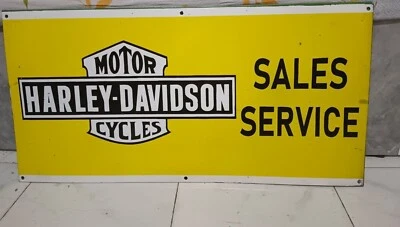 MOTOR
HARLEY-DAVIDSON
CYCLES
SALES
SERVICE